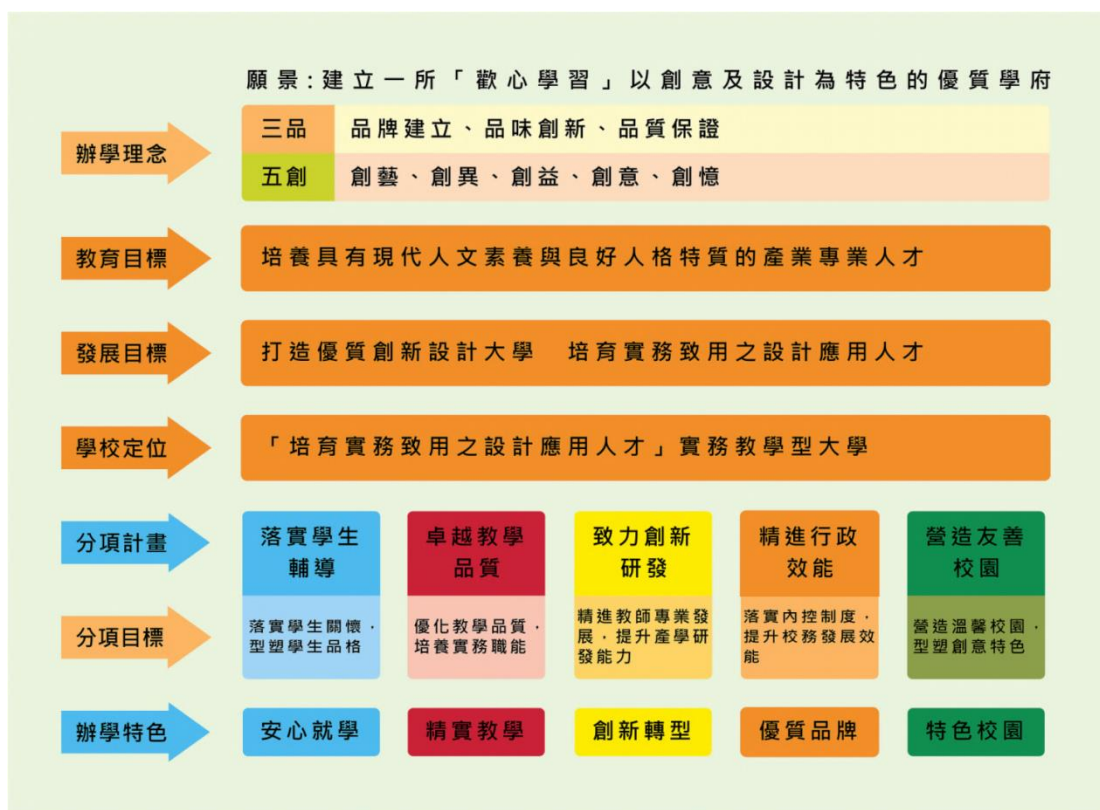 願景:建立一所「歡心學習」以創意及設計為特色的優質學府
辦學理念
三品 品牌建立、品味創新、品質保證
五創 創藝、創異、創益、創意、創憶
教育目標
培養具有現代人文素養與良好人格特質的產業專業人才
發展目標
打造優質創新設計大學 培育實務致用之設計應用人才
學校定位
「培育實務致用之設計應用人才」實務教學型大學
分項計畫
落實學生
輔導
卓越教學
品質
致力創新
研發
精進行政
效能
營造友善
校園
分項目標
落實學生關懷，
型塑學生品格
優化教學品質，
培養實務職能
精進教師專業發
展，提升產學研
發能力
落實內控制度，
提升校務發展效
能
營造溫馨校園，
型塑創意特色
辦學特色
安心就學
精實教學
創新轉型
優質品牌
特色校園